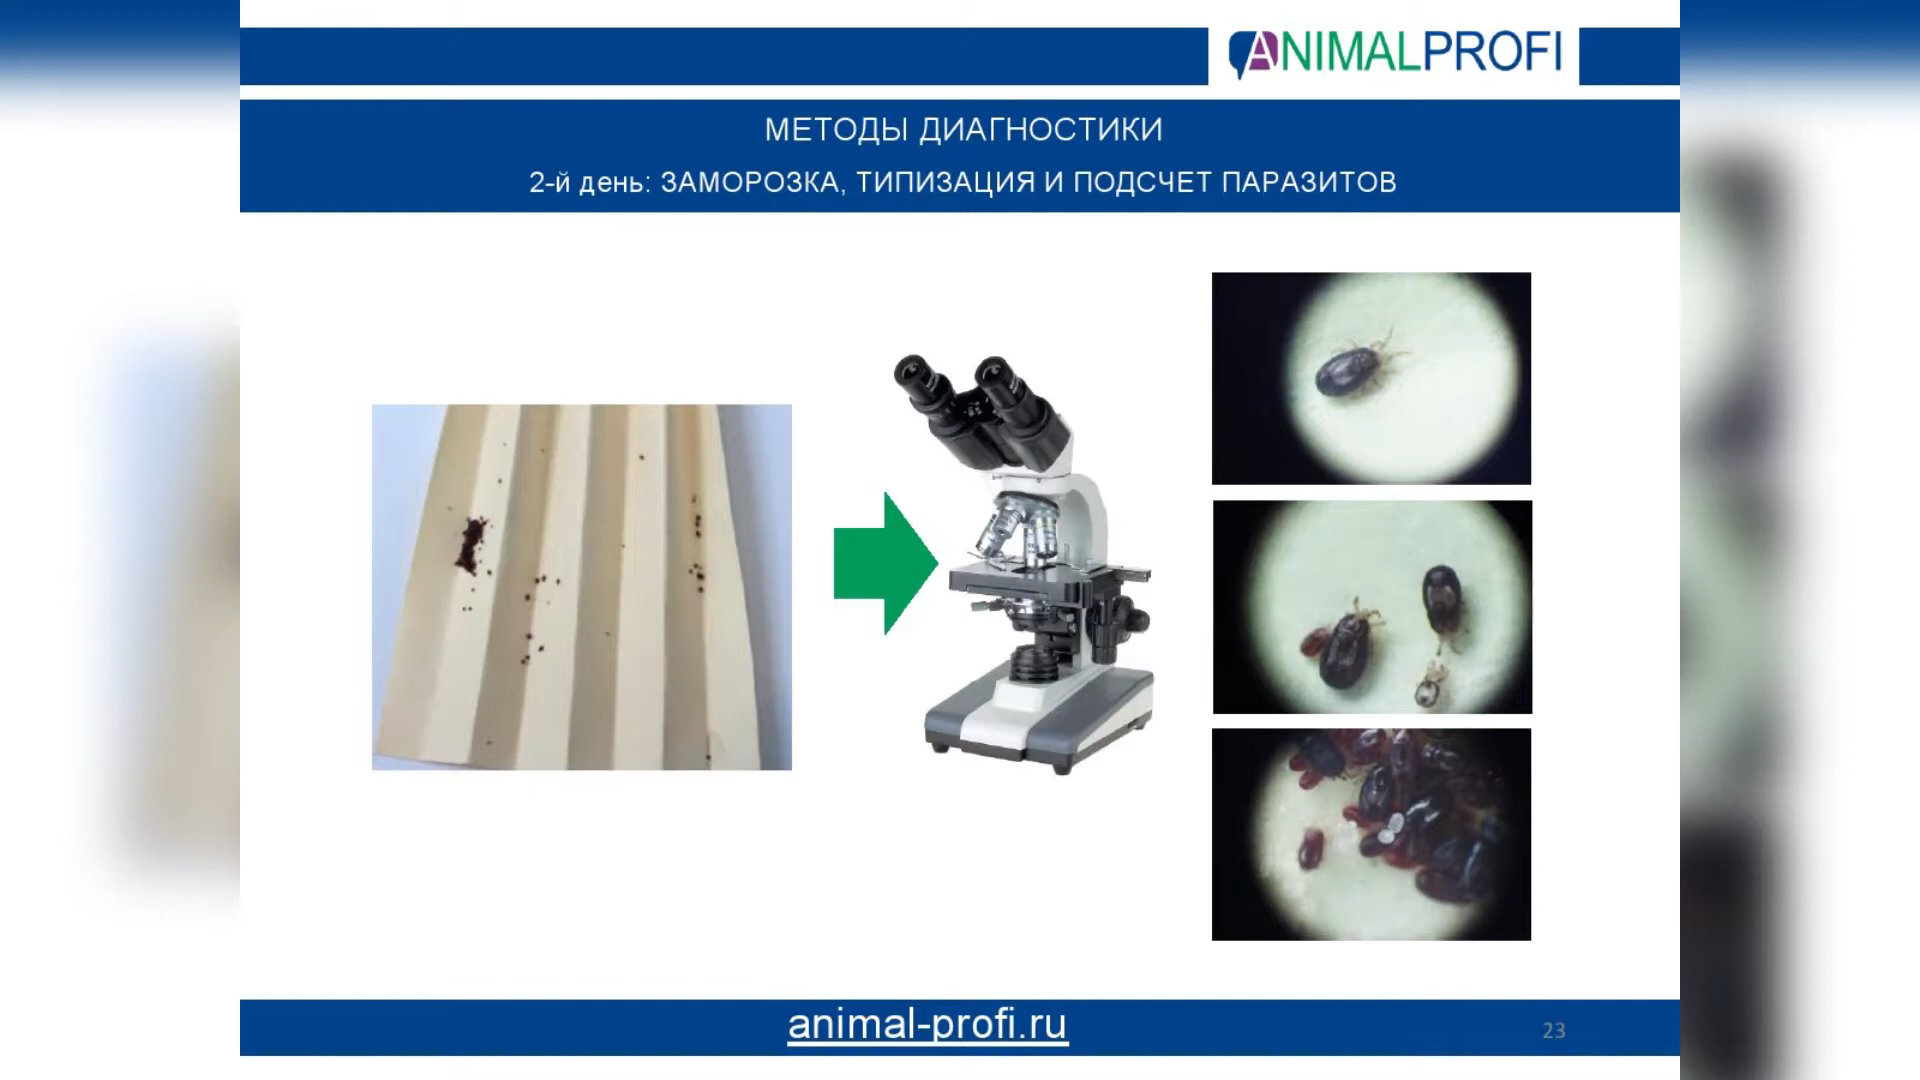 ANIMALPROFI
МЕТОДЫ ДИАГНОСТИКИ
2-й день: ЗАМОРОЗКА, ТИПИЗАЦИЯ И ПОДСЧЕТ ПАРАЗИТОВ
animal-profi.ru
23